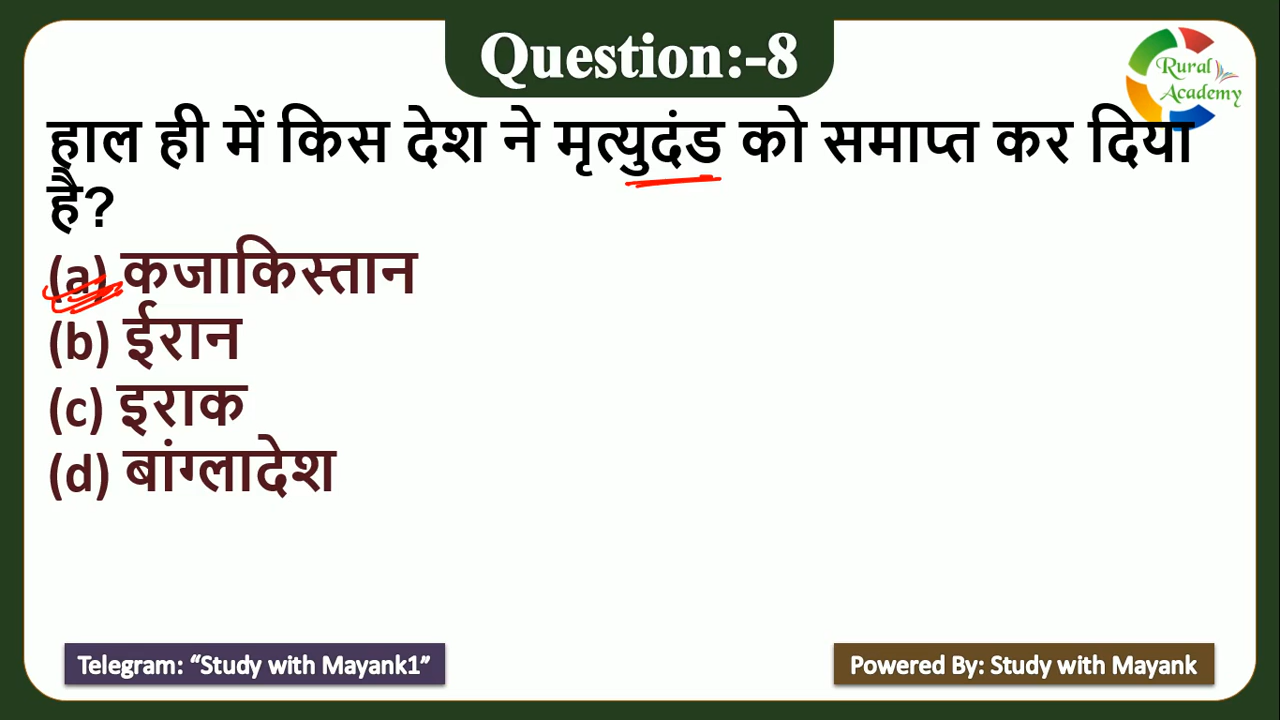 Question:-8
Rural
Academy
हाल ही में किस देश ने मृत्युदंड को समाप्त कर दिया
है?
(a) कजाकिस्तान
(b) ईरान
(c) इराक
(d) बांग्लादेश
Telegram: “Study with Mayank1”
Powered By: Study with Mayank